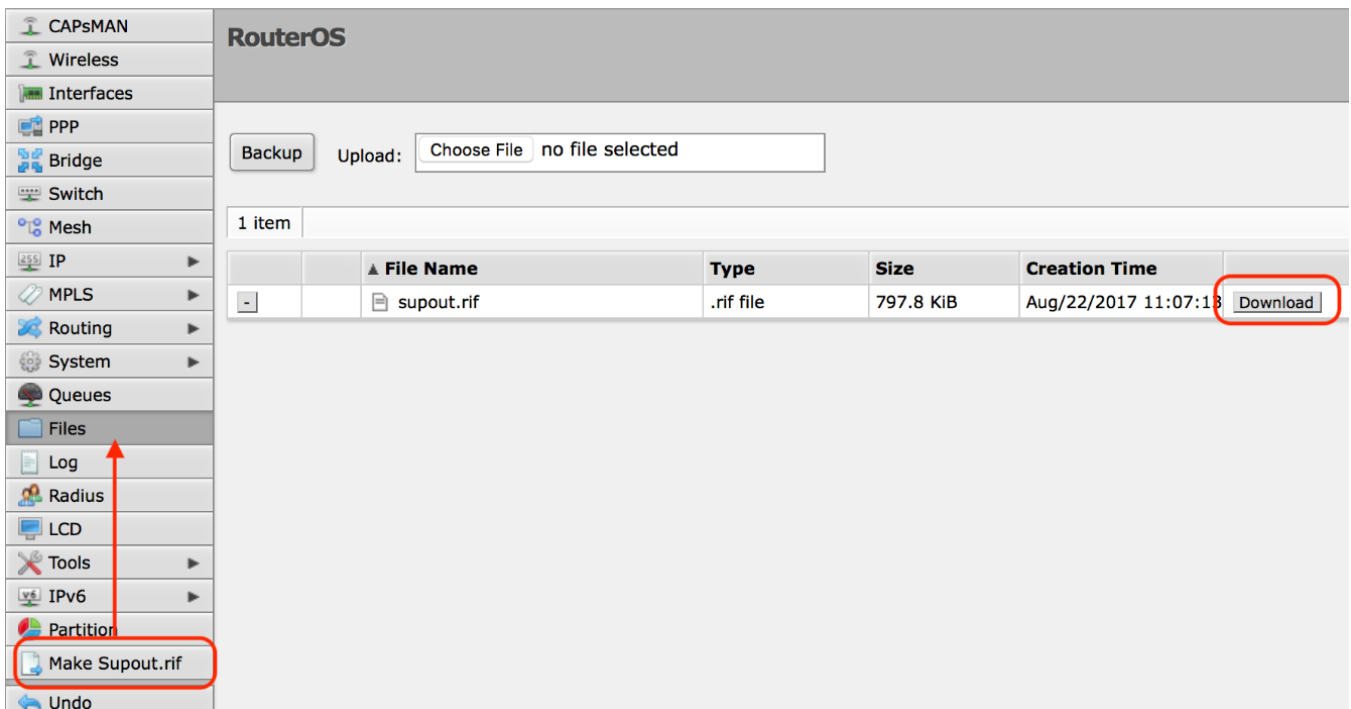 CAPsMAN
Wireless
Interfaces
PPP
Bridge
Switch
Mesh
IP
MPLS
Routing
System
Queues
Files
Log
Radius
LCD
Tools
IPv6
Partition
Make Supout.rif
Undo
RouterOS
Backup Upload: Choose File no file selected
1 item
▲ File Name Type Size Creation Time
- supout.rif .rif file 797.8 KiB Aug/22/2017 11:07:13 Download